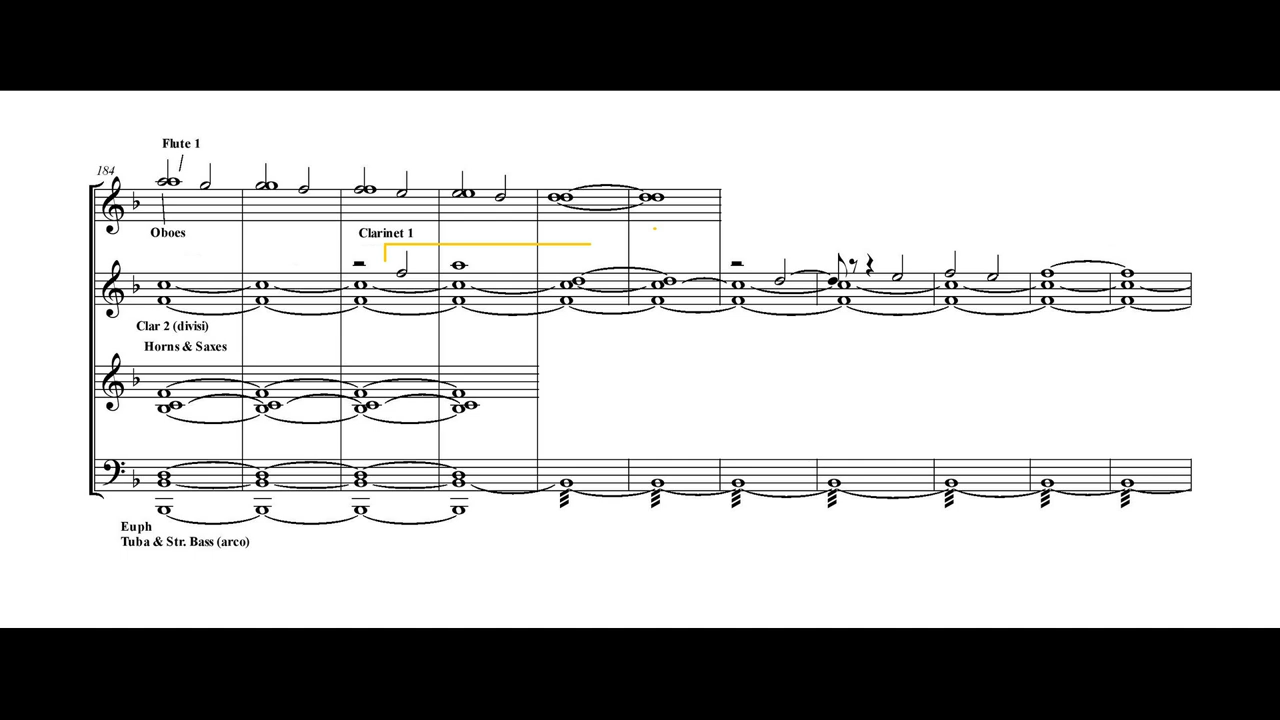 Flute 1
184
Oboes
Clarinet 1
Clar 2 (divisi)
Horns & Saxes
Euph
Tuba & Str. Bass (arco)